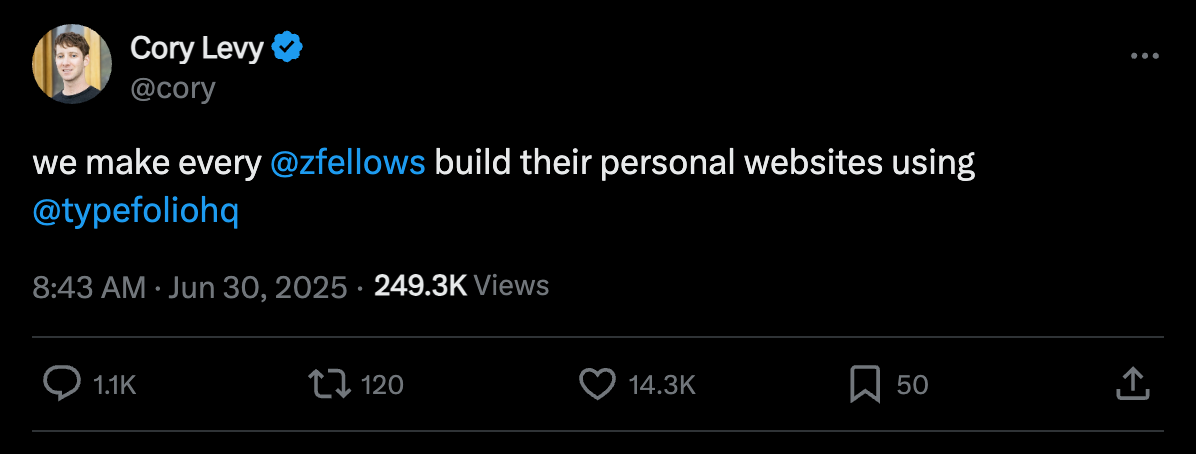 Cory Levy
@cory
we make every @zfellows build their personal websites using
@typefoliohq
8:43 AM · Jun 30, 2025 · 249.3K Views
1.1K 120 14.3K 50